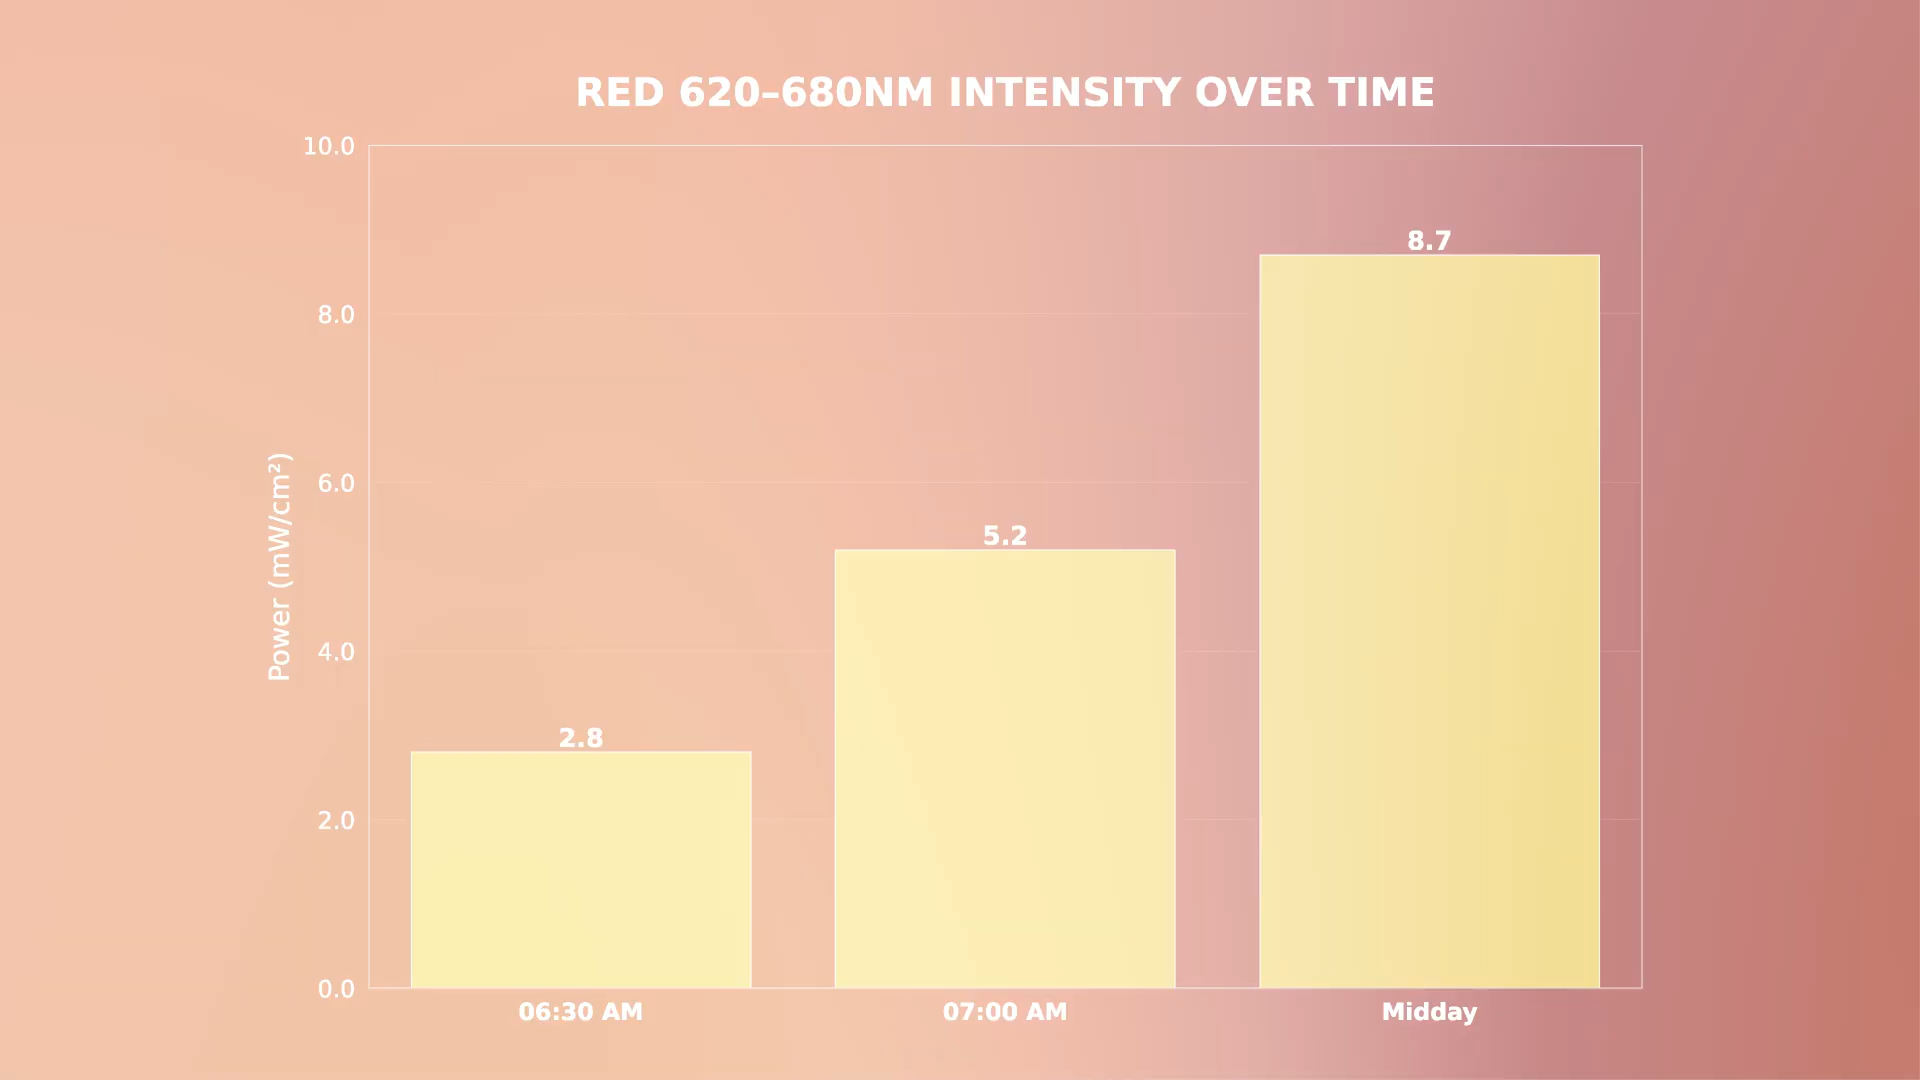 RED 620–680NM INTENSITY OVER TIME
10.0
8.0
6.0
4.0
2.0
0.0
Power (mW/cm²)
2.8
5.2
8.7
06:30 AM
07:00 AM
Midday